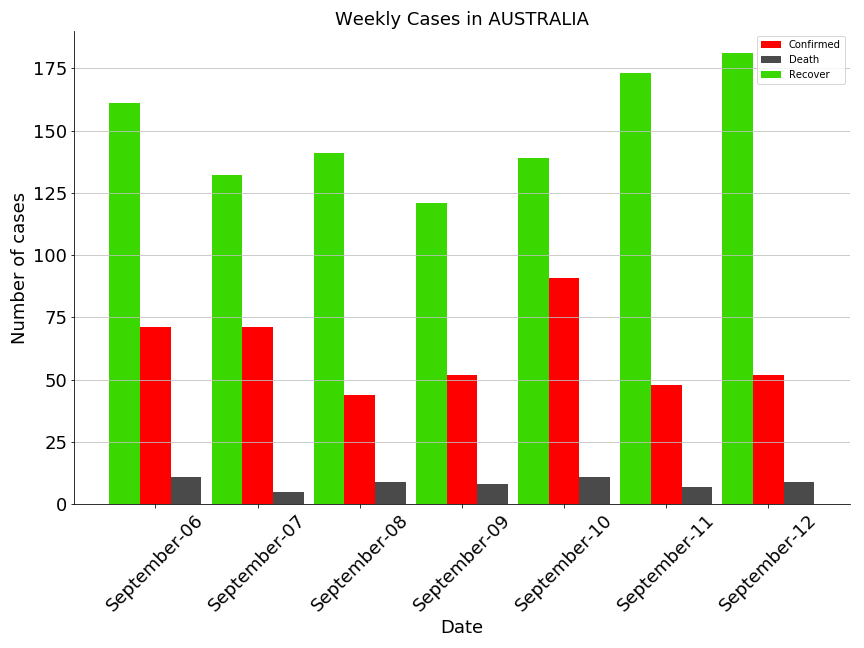 Weekly Cases in AUSTRALIA
Confirmed
Death
Recover
Number of cases
175
150
125
100
75
50
25
0
September-06
September-07
September-08
September-09
September-10
September-11
September-12
Date